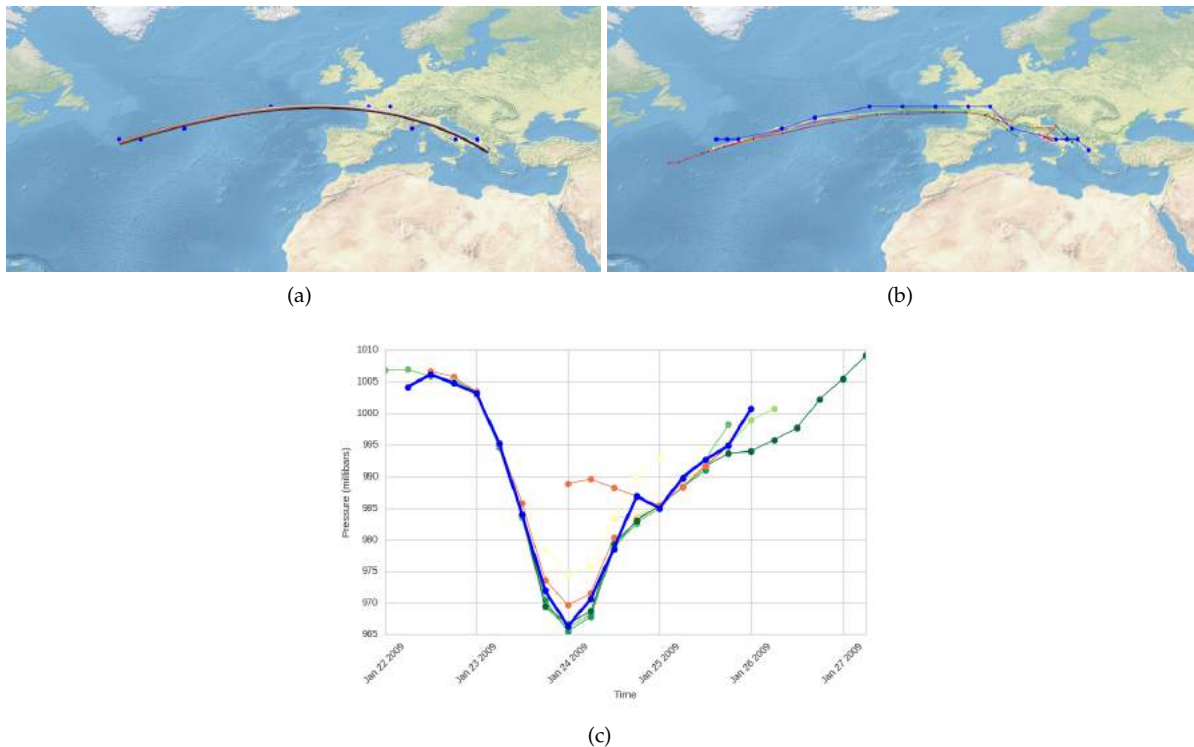 (a)
(b)
1010
1005
1000
995
990
985
980
975
970
965
Pressure (millibars)
Jan 22 2009
Jan 23 2009
Jan 24 2009
Jan 25 2009
Jan 26 2009
Jan 27 2009
Time
(c)